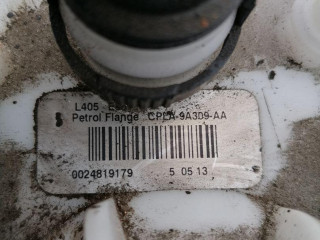 L405
Petrol Flange : CPLA-9A309-AA
0024819179 5 05 13